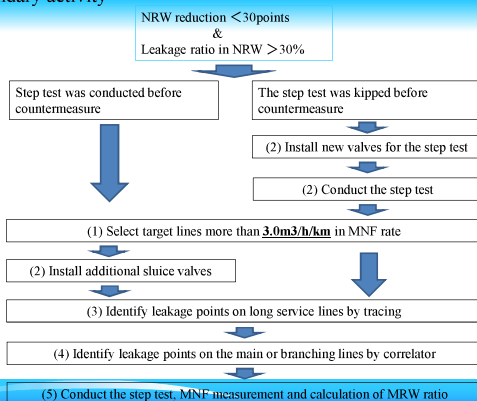 ndary activity
NRW reduction <30points
&
Leakage ratio in NRW >30%
Step test was conducted before
countermeasure
The step test was kipped before
countermeasure
(2) Install new valves for the step test
(2) Conduct the step test
(1) Select target lines more than 3.0m3/h/km in MNF rate
(2) Install additional sluice valves
(3) Identify leakage points on long service lines by tracing
(4) Identify leakage points on the main or branching lines by correlator
(5) Conduct the step test, MNF measurement and calculation of MRW ratio